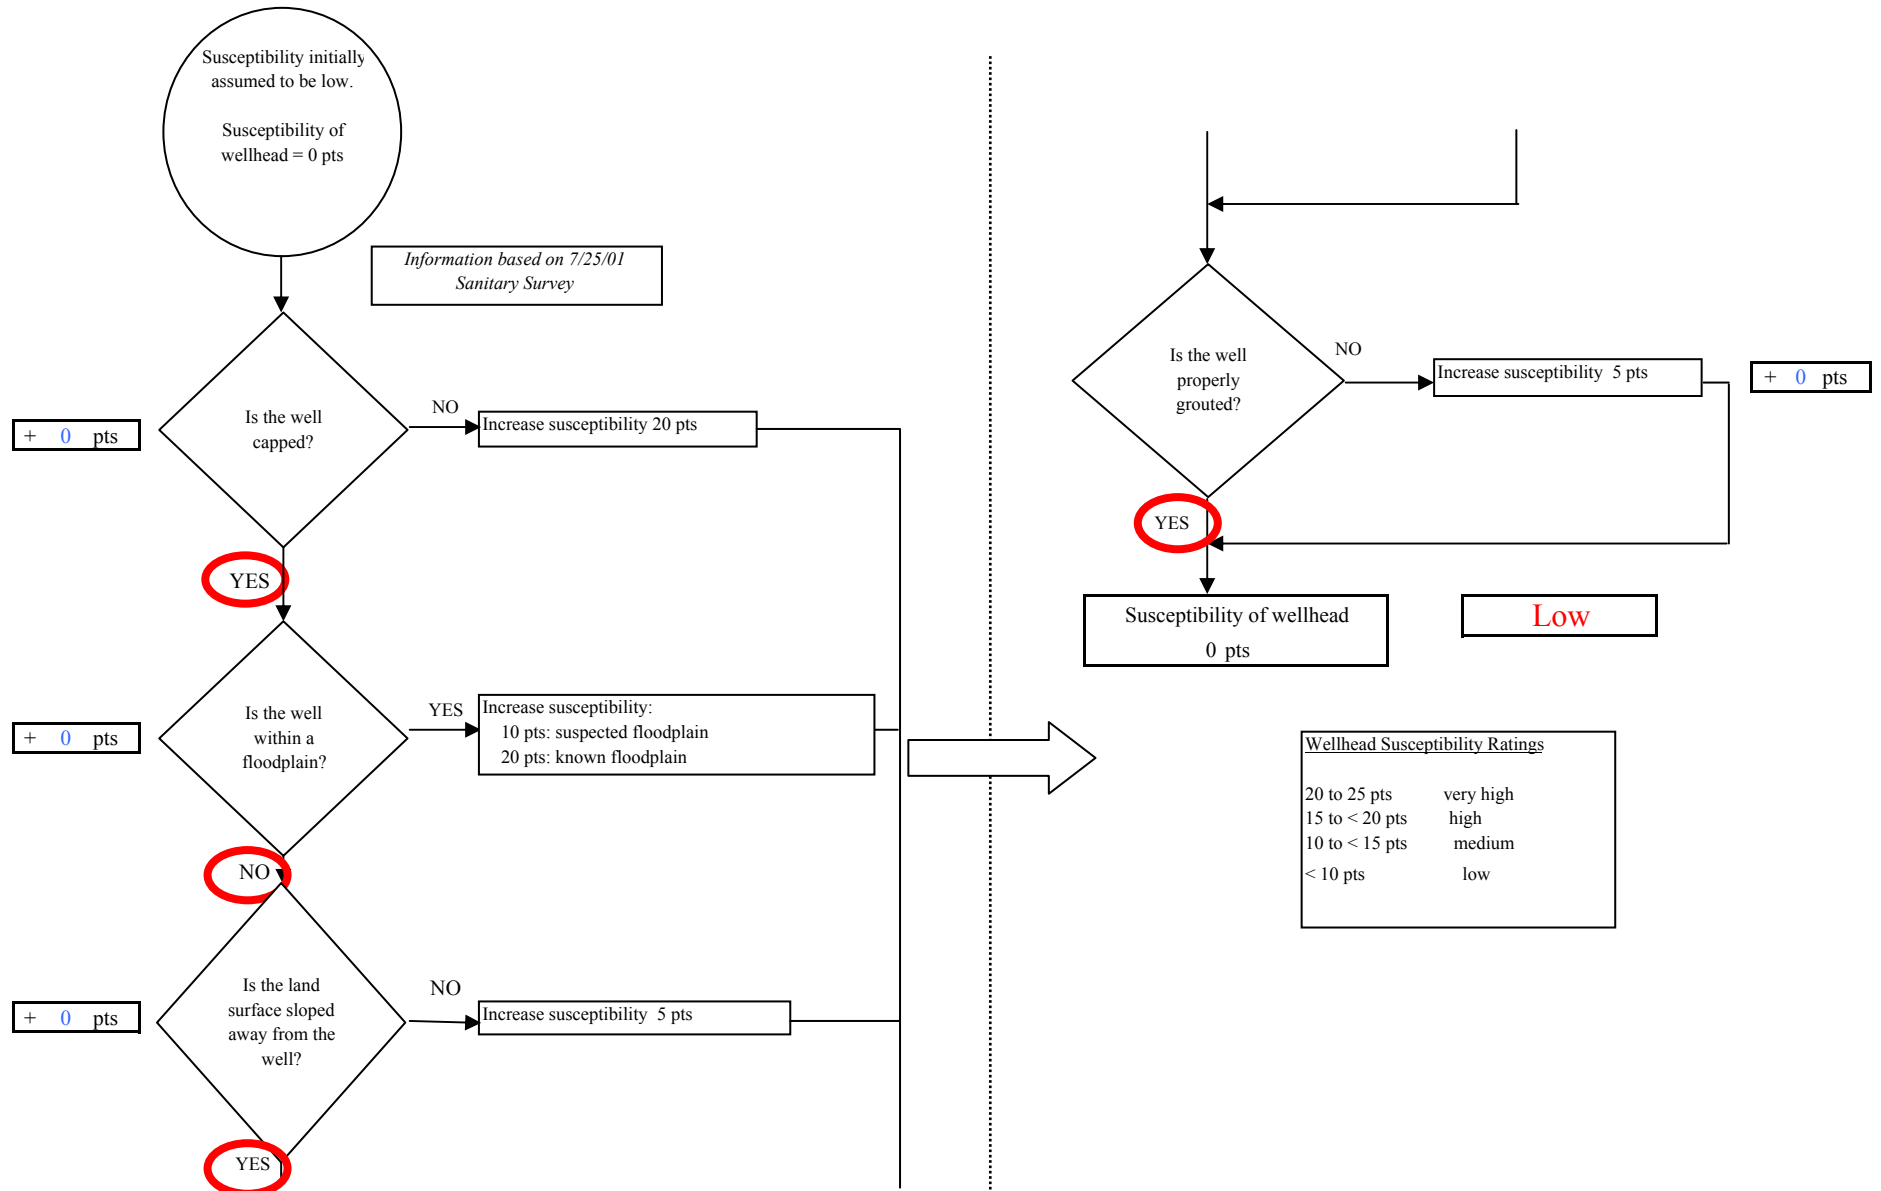 Susceptibility initially
assumed to be low.
Susceptibility of
wellhead = 0 pts
Information based on 7/25/01
Sanitary Survey
Is the well
capped?
NO
Increase susceptibility 20 pts
+ 0 pts
YES
Is the well
within a
floodplain?
YES
Increase susceptibility:
10 pts: suspected floodplain
20 pts: known floodplain
+ 0 pts
NO
Is the land
surface sloped
away from the
well?
NO
Increase susceptibility 5 pts
+ 0 pts
YES
Is the well
properly
grouted?
NO
Increase susceptibility 5 pts
+ 0 pts
YES
Susceptibility of wellhead
0 pts
Low
Wellhead Susceptibility Ratings
20 to 25 pts very high
15 to < 20 pts high
10 to < 15 pts medium
< 10 pts low